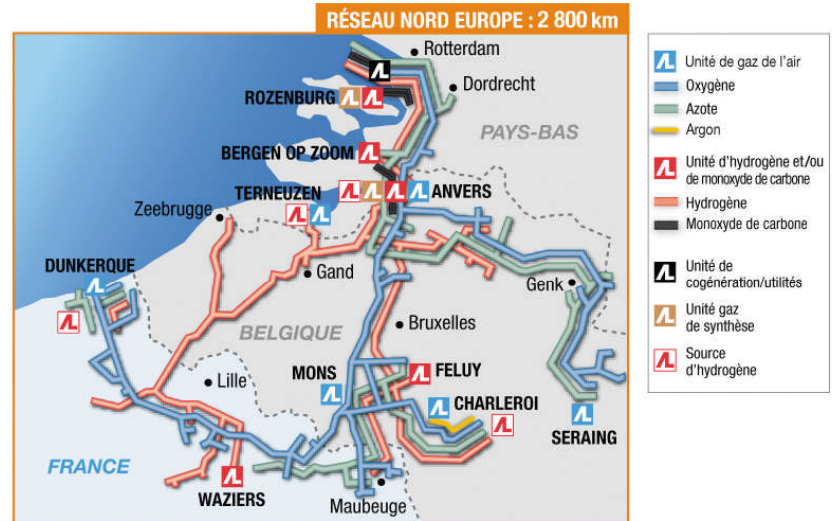 RÉSEAU NORD EUROPE : 2 800 km
Rotterdam
Dordrecht
ROZENBURG
PAYS-BAS
BERGEN OP ZOOM
TERNEUZEN
ANVERS
Zeebrugge
DUNKERQUE
Gand
Genk
BELGIQUE
Bruxelles
Lille
MONS
FELUY
CHARLEROI
SERAING
FRANCE
WAZIERS
Maubeuge
Unité de gaz de l'air
Oxygène
Azote
Argon
Unité d'hydrogène et/ou
de monoxyde de carbone
Hydrogène
Monoxyde de carbone
Unité de
cogénération/utilités
Unité gaz
de synthèse
Source
d'hydrogène